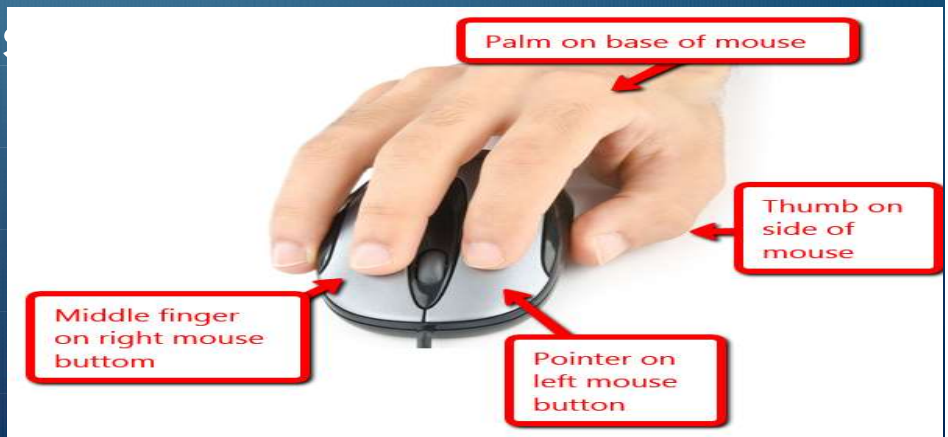 Palm on base of mouse
Thumb on
side of
mouse
Middle finger
on right mouse
buttom
Pointer on
left mouse
button